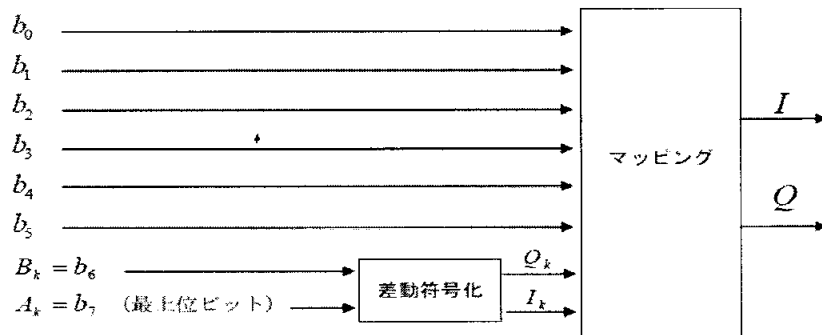 b₀
b₁
b₂
b₃
b₄
b₅
Bₖ = b₆
Aₖ = b₇ (最上位ビット)
差動符号化
Qₖ
Iₖ
マッピング
I
Q